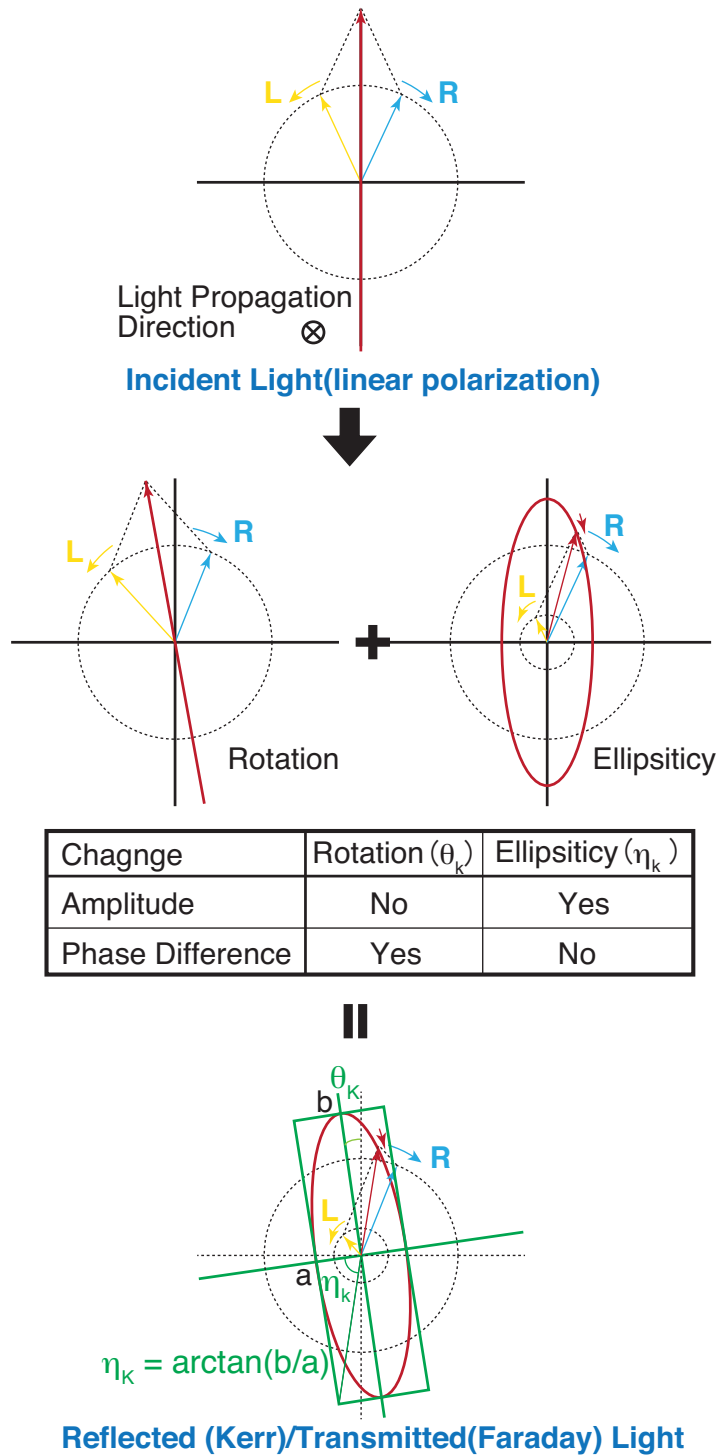 L
R
Light Propagation
Direction ⊗
Incident Light(linear polarization)
L
R
Rotation
R
L
Ellipsiticy
Chagnge Rotation(θk) Ellipsiticy(ηk)
Amplitude No Yes
Phase Difference Yes No
θK
b
R
L
a
ηk
ηK = arctan(b/a)
Reflected (Kerr)/Transmitted(Faraday) Light